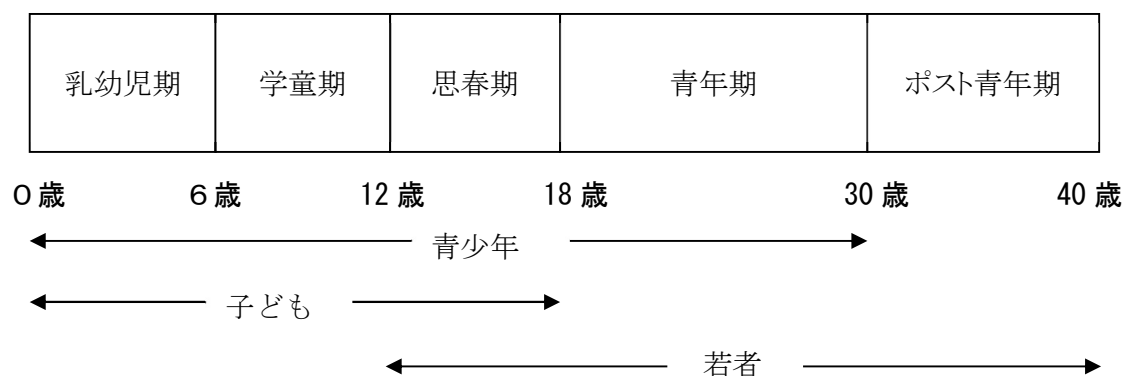 乳幼児期 学童期 思春期 青年期 ポスト青年期
0歳 6歳 12歳 18歳 30歳 40歳
青少年
子ども
若者